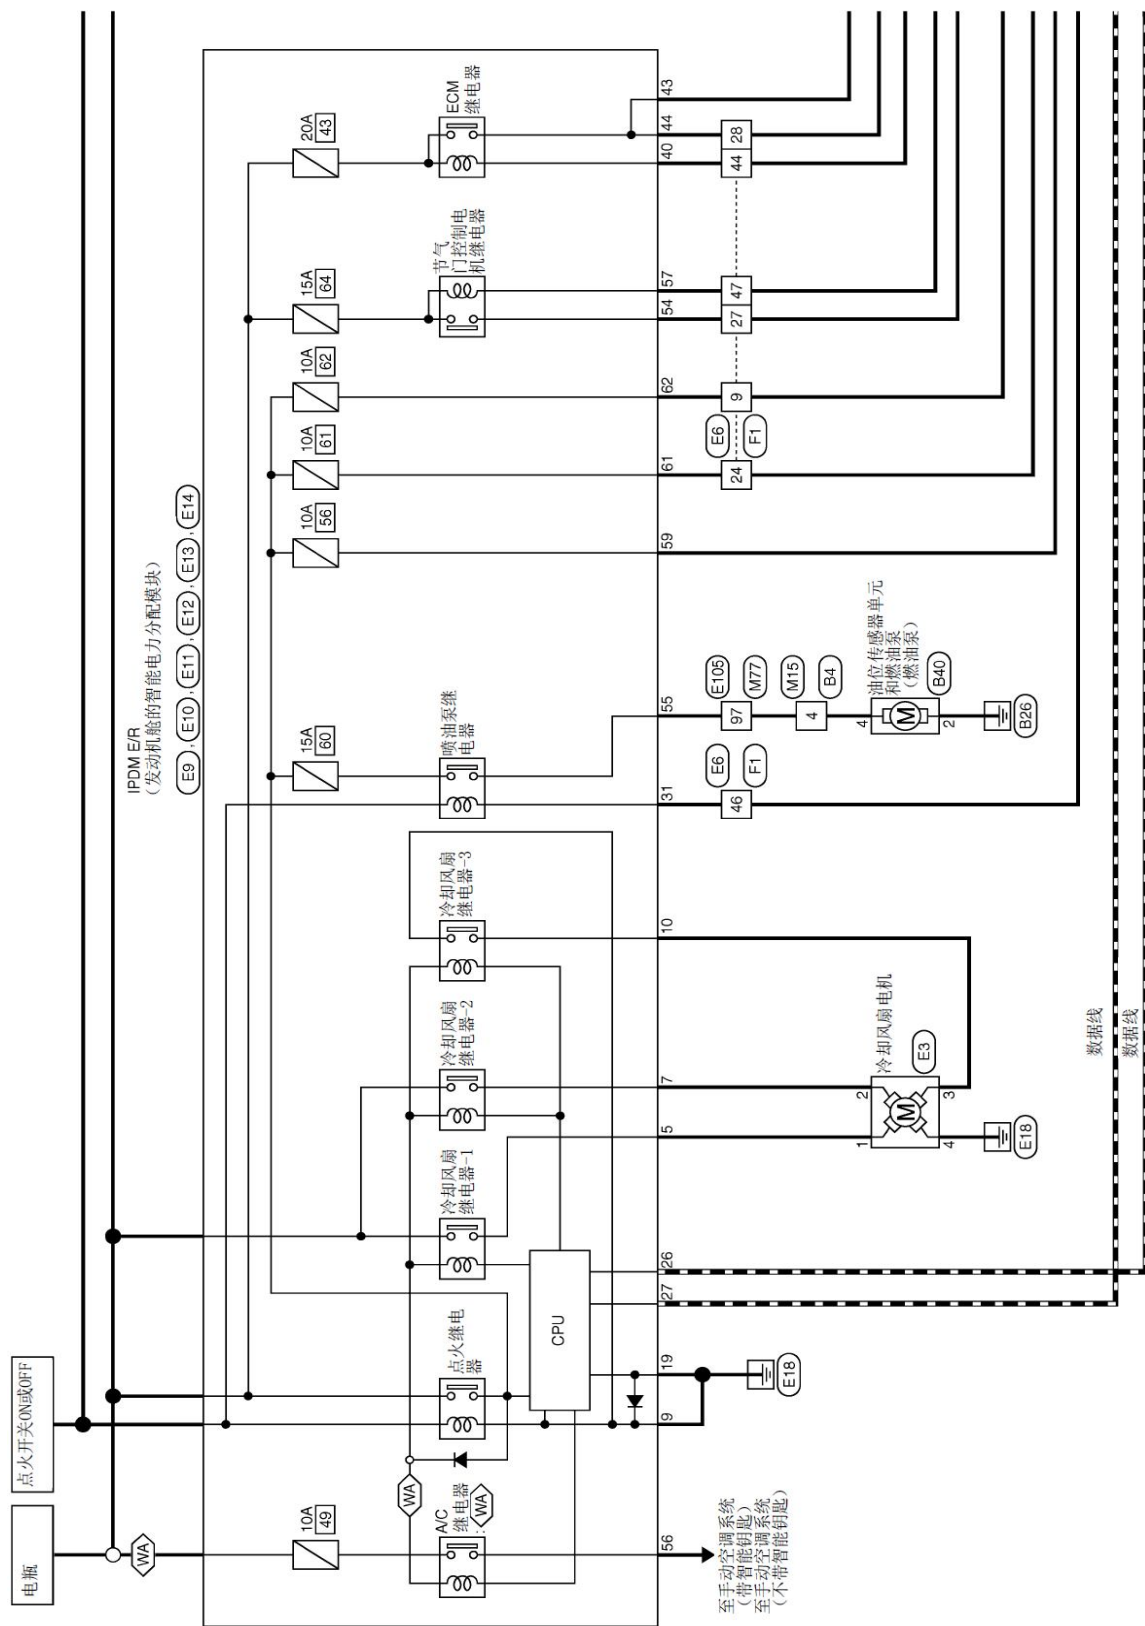 电瓶
点火开关ON或OFF
WA
IPDM E/R
（发动机舱的智能电力分配模块）
E9 , E10 , E11 , E12 , E13 , E14
10A
49
15A
60
10A
56
10A
61
10A
62
15A
64
20A
43
WA
A/C
继电器
:WA
点火继电
器
冷却风扇
继电器-1
冷却风扇
继电器-2
冷却风扇
继电器-3
喷油泵继
电器
节气
门控制电
机继电器
ECM
继电器
CPU
56
9
19
27
26
5
7
10
31
55
59
61
62
54
57
40
44
43
E18
46
E6
F1
97
E105
M77
4
M15
B4
24
E6
F1
9
27
47
44
28
至手动空调系统
（带智能钥匙）
至手动空调系统
（不带智能钥匙）
冷却风扇电机
1
2
M
4
3
E3
E18
油位传感器单元
和燃油泵
（燃油泵）
4
M
2
B40
B26
数据线
数据线